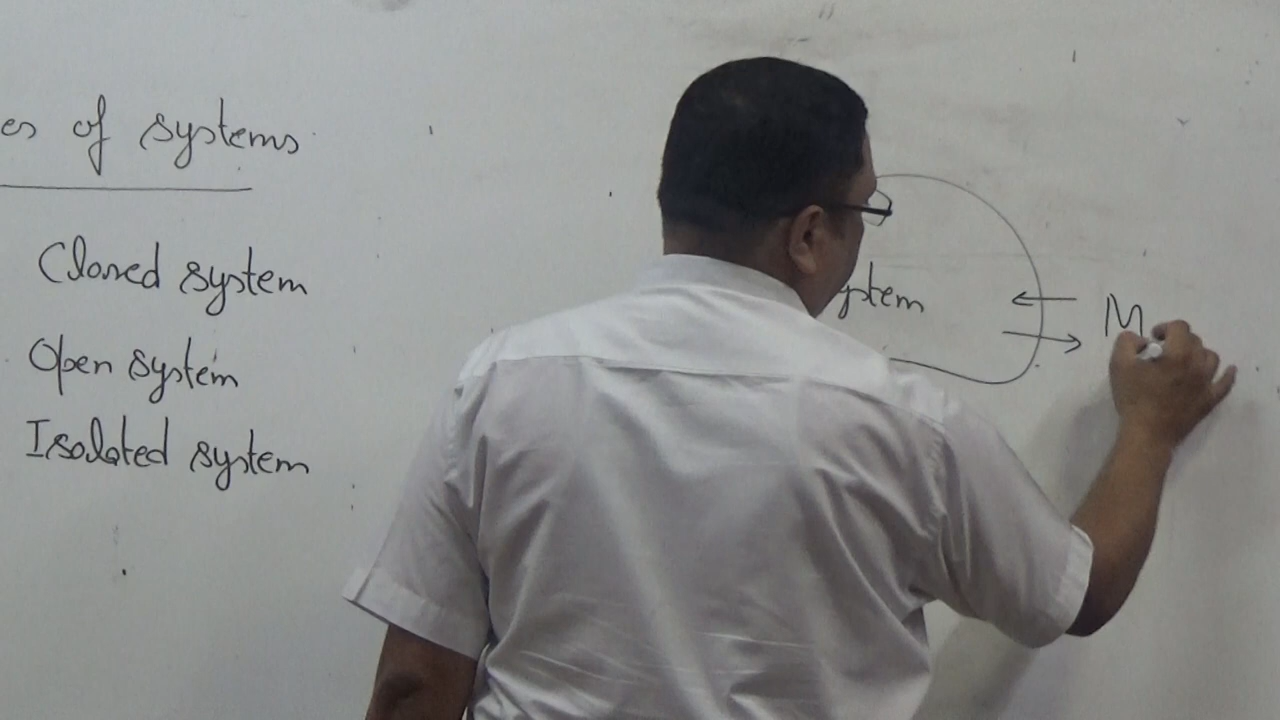 es of systems
Closed system
Open system
Isolated system
ystem
M